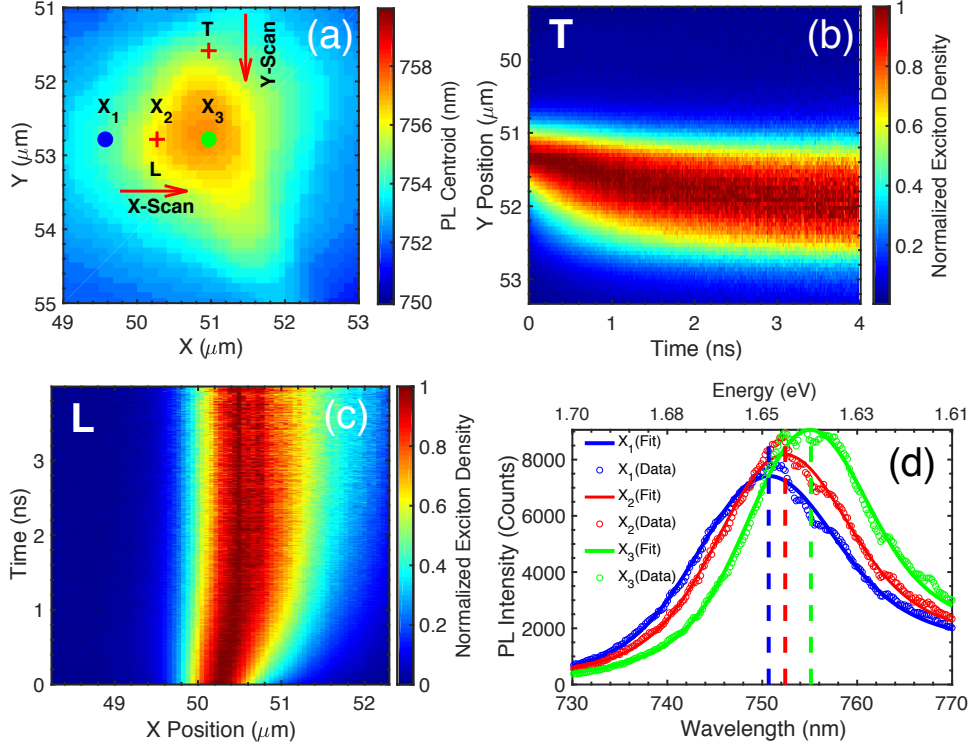 (a)
T
Y-Scan
X1 X2 X3
L
X-Scan
51
52
53
54
55
Y (μm)
49 50 51 52 53
X (μm)
758
756
754
752
750
PL Centroid (nm)
T
(b)
50
51
52
53
Y Position (μm)
0 1 2 3 4
Time (ns)
1
0.8
0.6
0.4
0.2
Normalized Exciton Density
L
(c)
3
2
1
0
Time (ns)
49 50 51 52
X Position (μm)
1
0.8
0.6
0.4
0.2
0
Normalized Exciton Density
Energy (eV)
1.70 1.68 1.65 1.63 1.61
(d)
X1(Fit)
X1(Data)
X2(Fit)
X2(Data)
X3(Fit)
X3(Data)
8000
6000
4000
2000
0
PL Intensity (Counts)
730 740 750 760 770
Wavelength (nm)